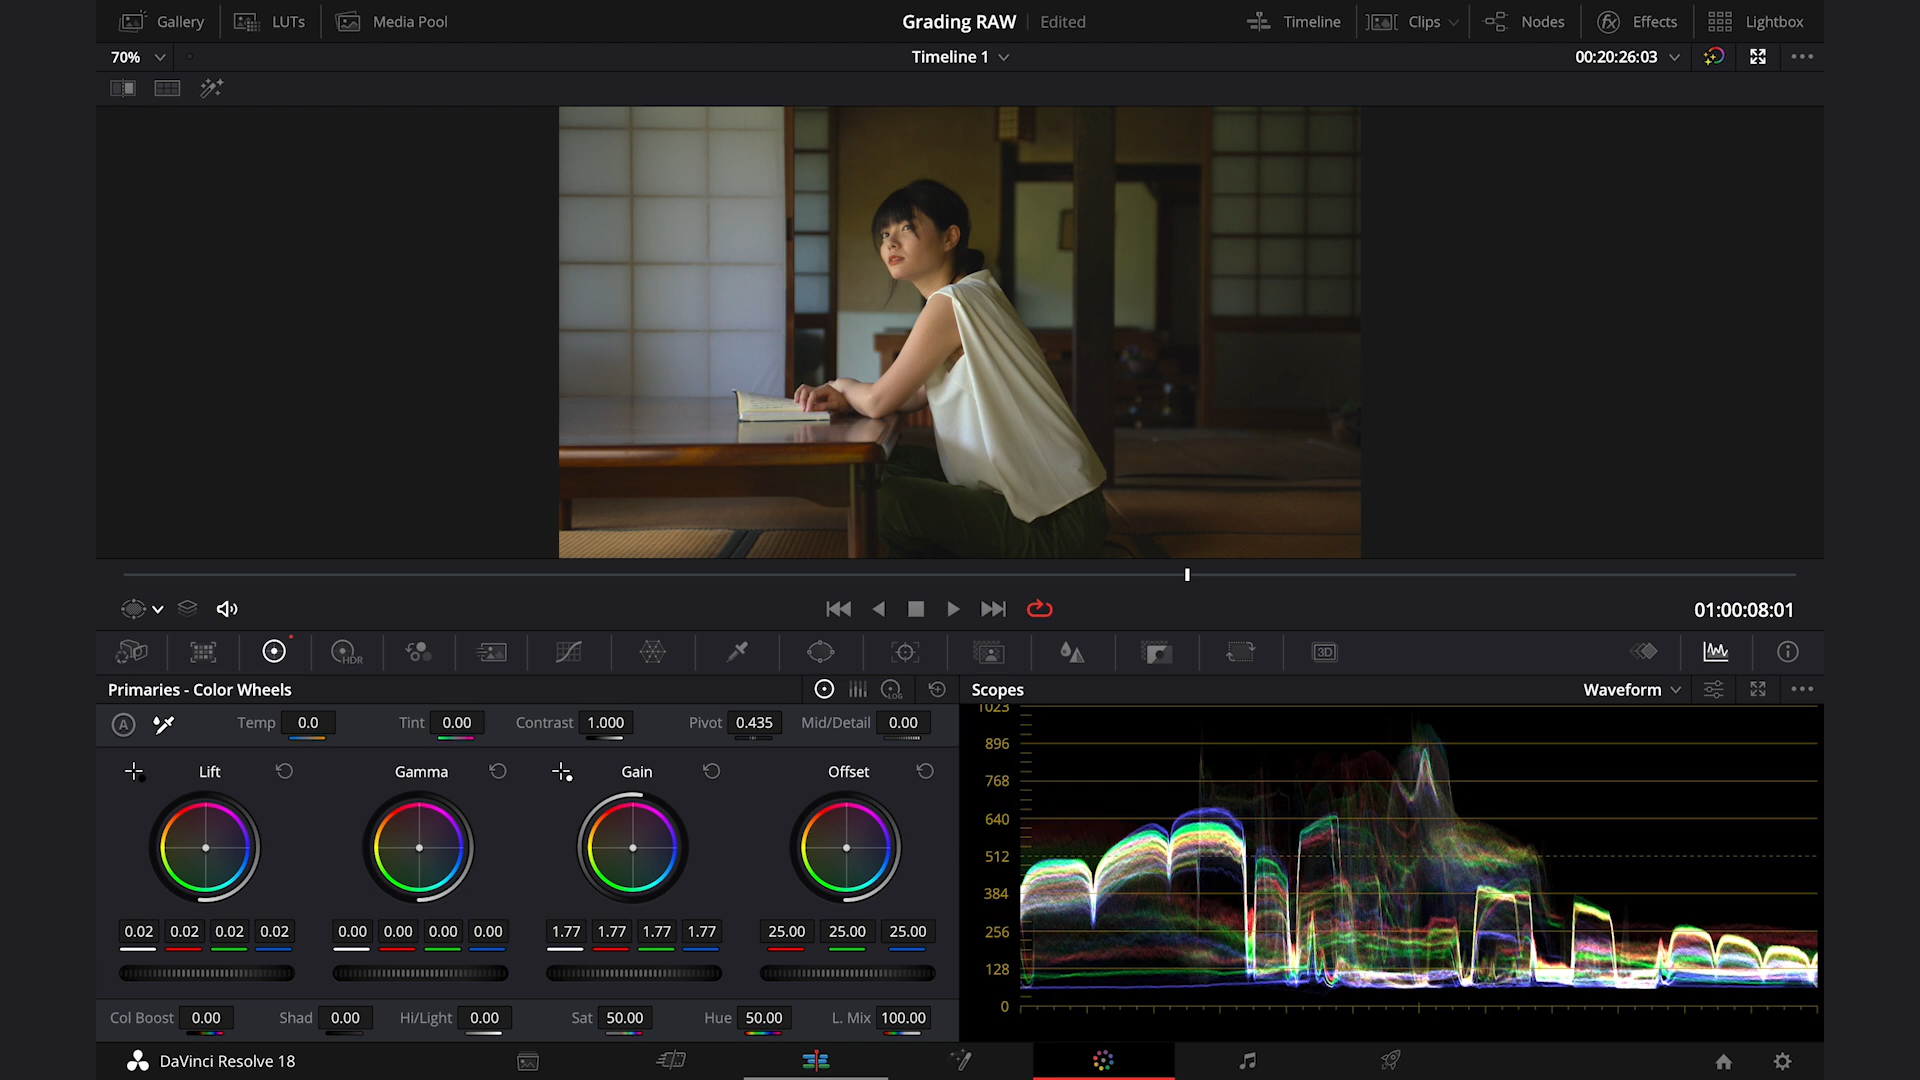 Gallery LUTs Media Pool Grading RAW Edited Timeline Clips Nodes Effects Lightbox
70% Timeline 1 00:20:26:03
01:00:08:01
HDR 3D
Primaries - Color Wheels LOG Scopes Waveform
A Temp 0.0 Tint 0.00 Contrast 1.000 Pivot 0.435 Mid/Detail 0.00
Lift Gamma Gain Offset
0.02 0.02 0.02 0.02 0.00 0.00 0.00 0.00 1.77 1.77 1.77 1.77 25.00 25.00 25.00
Col Boost 0.00 Shad 0.00 Hi/Light 0.00 Sat 50.00 Hue 50.00 L. Mix 100.00
1023
896
768
640
512
384
256
128
0
DaVinci Resolve 18